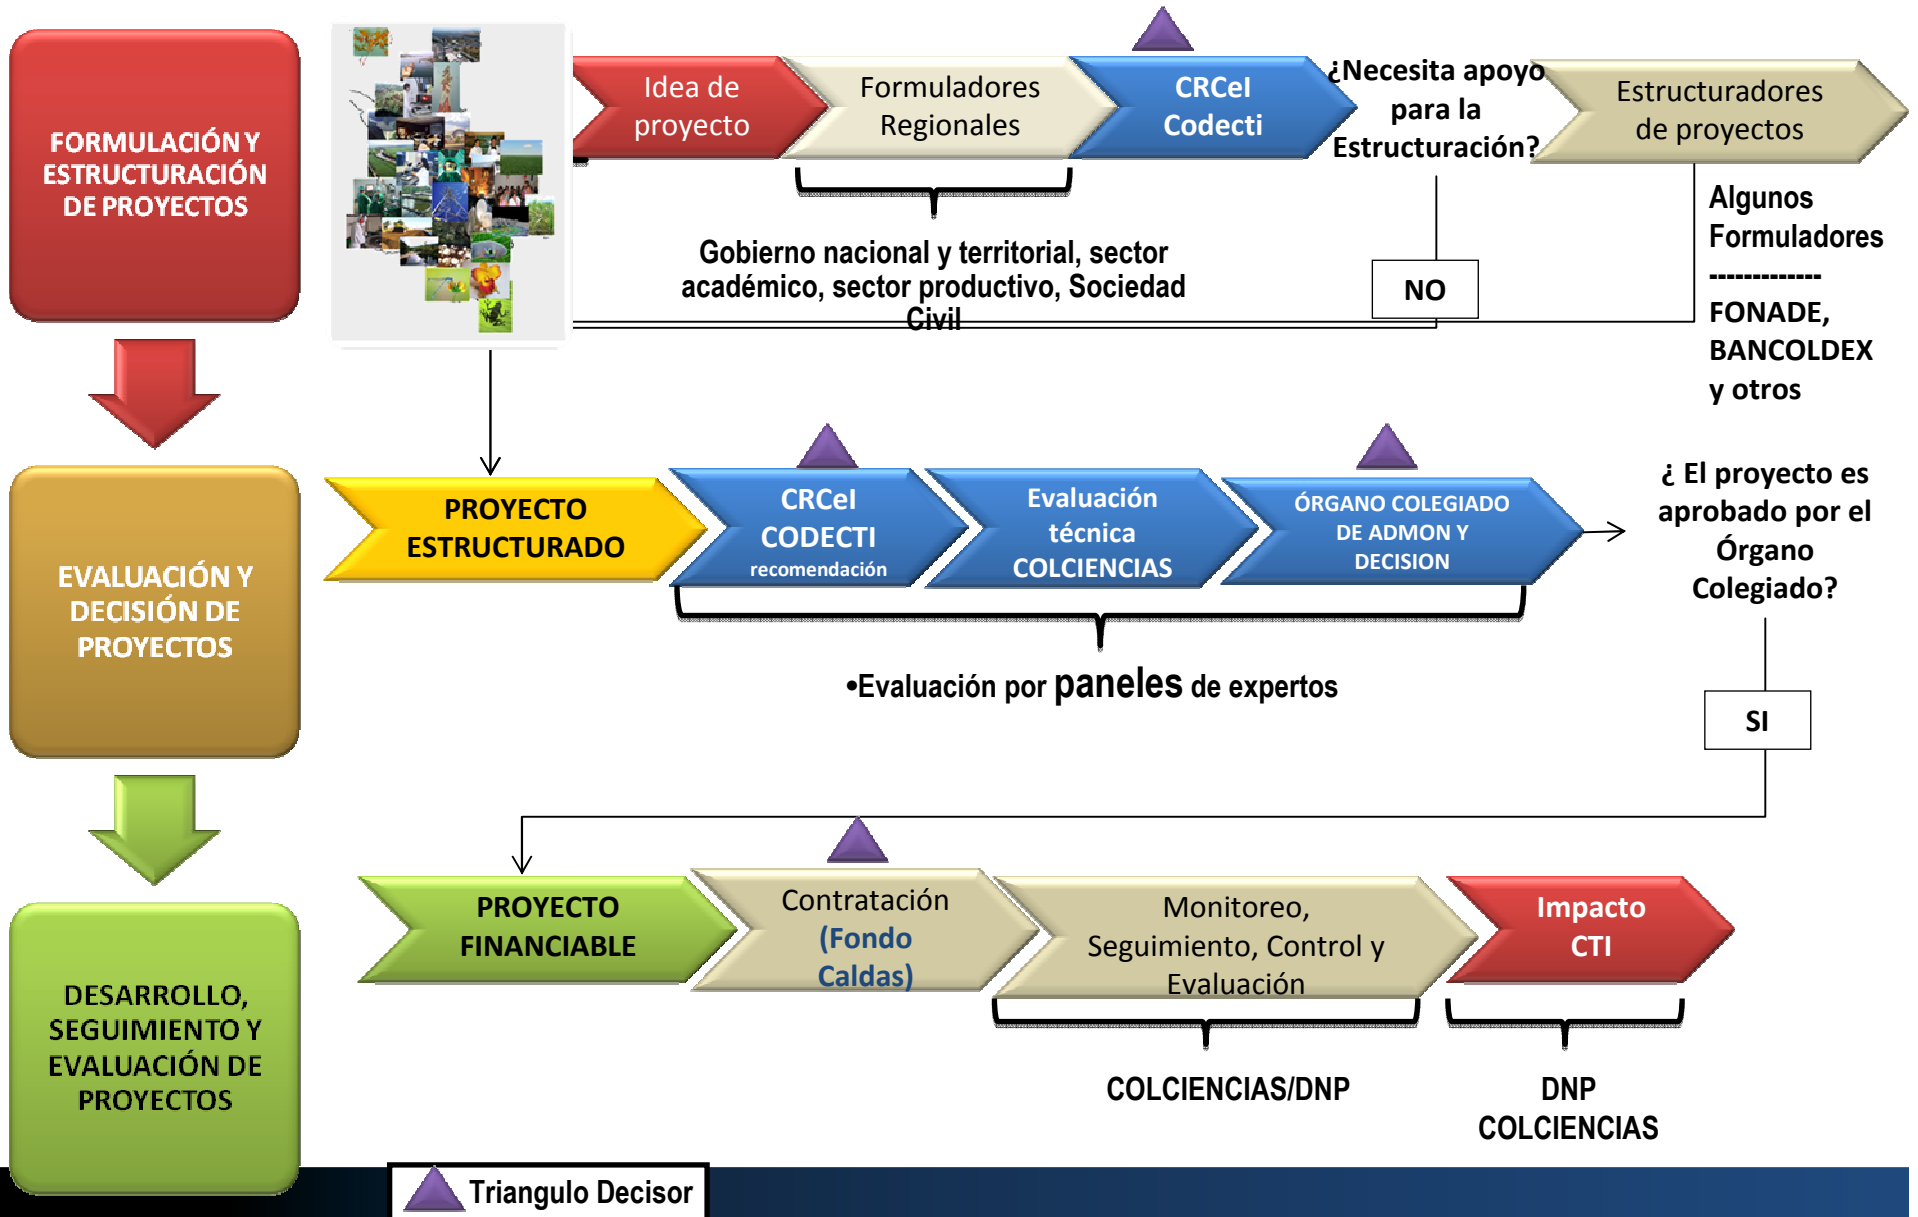 FORMULACIÓN Y
ESTRUCTURACIÓN
DE PROYECTOS
Idea de
proyecto
Formuladores
Regionales
CRCeI
Codecti
¿Necesita apoyo
para la
Estructuración?
Estructuradores
de proyectos
Gobierno nacional y territorial, sector
académico, sector productivo, Sociedad
Civil
NO
Algunos
Formuladores
-------------
FONADE,
BANCOLDEX
y otros
EVALUACIÓN Y
DECISIÓN DE
PROYECTOS
PROYECTO
ESTRUCTURADO
CRCeI
CODECTI
recomendación
Evaluación
técnica
COLCIENCIAS
ÓRGANO COLEGIADO
DE ADMON Y
DECISION
¿ El proyecto es
aprobado por el
Órgano
Colegiado?
•Evaluación por paneles de expertos
SI
DESARROLLO,
SEGUIMIENTO Y
EVALUACIÓN DE
PROYECTOS
PROYECTO
FINANCIABLE
Contratación
(Fondo
Caldas)
Monitoreo,
Seguimiento, Control y
Evaluación
Impacto
CTI
COLCIENCIAS/DNP
DNP
COLCIENCIAS
Triangulo Decisor